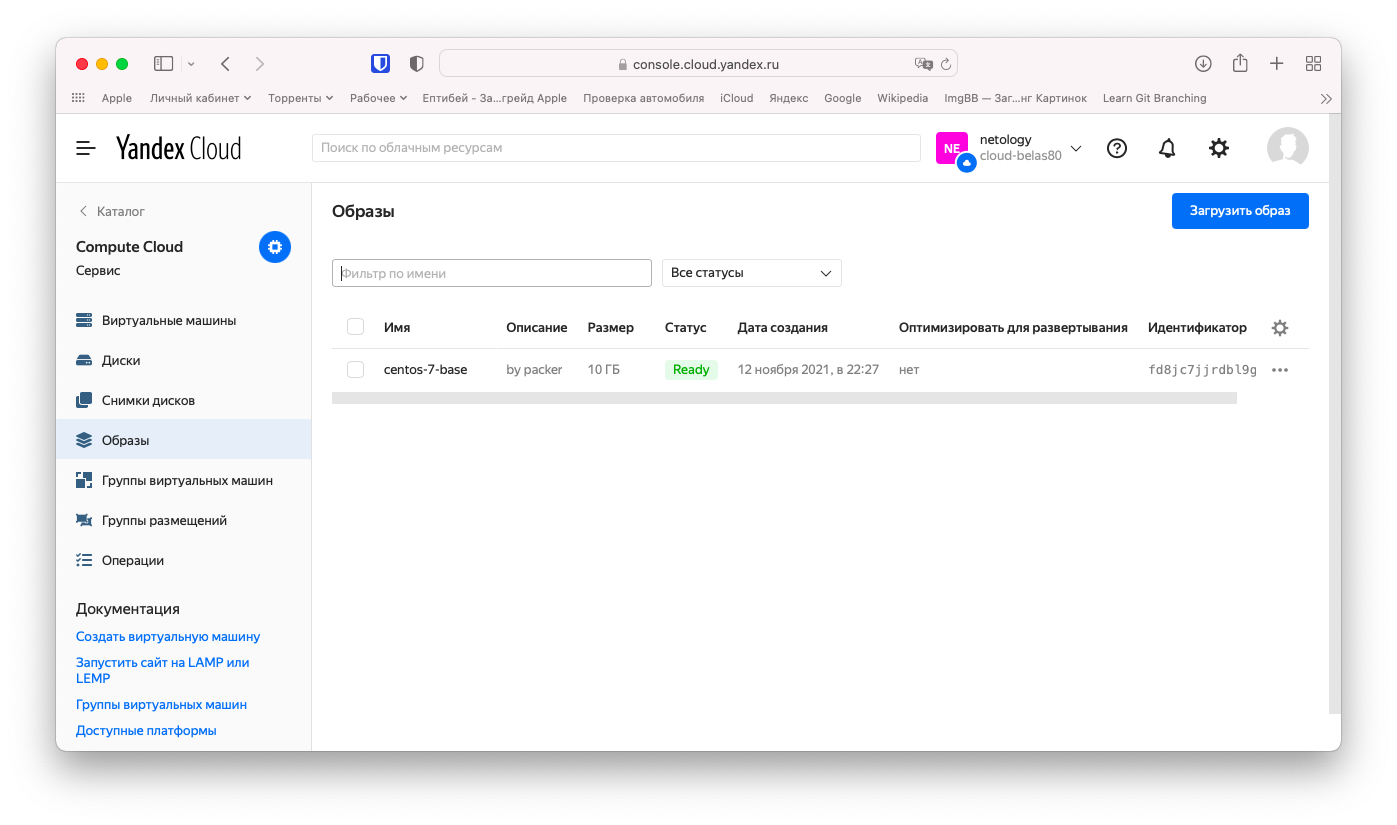 console.cloud.yandex.ru
Apple Личный кабинет Торренты Рабочее Ептибей - За...грейд Apple Проверка автомобиля iCloud Яндекс Google Wikipedia ImgBB — Заг...нг Картинок Learn Git Branching
Yandex Cloud
Поиск по облачным ресурсам
NE
netology
cloud-belas80
Каталог
Compute Cloud
Сервис
Виртуальные машины
Диски
Снимки дисков
Образы
Группы виртуальных машин
Группы размещений
Операции
Документация
Создать виртуальную машину
Запустить сайт на LAMP или
LEMP
Группы виртуальных машин
Доступные платформы
Образы
Загрузить образ
Фильтр по имени
Все статусы
Имя Описание Размер Статус Дата создания Оптимизировать для развертывания Идентификатор
centos-7-base by packer 10 ГБ Ready 12 ноября 2021, в 22:27 нет fd8jc7jjrdbl9g